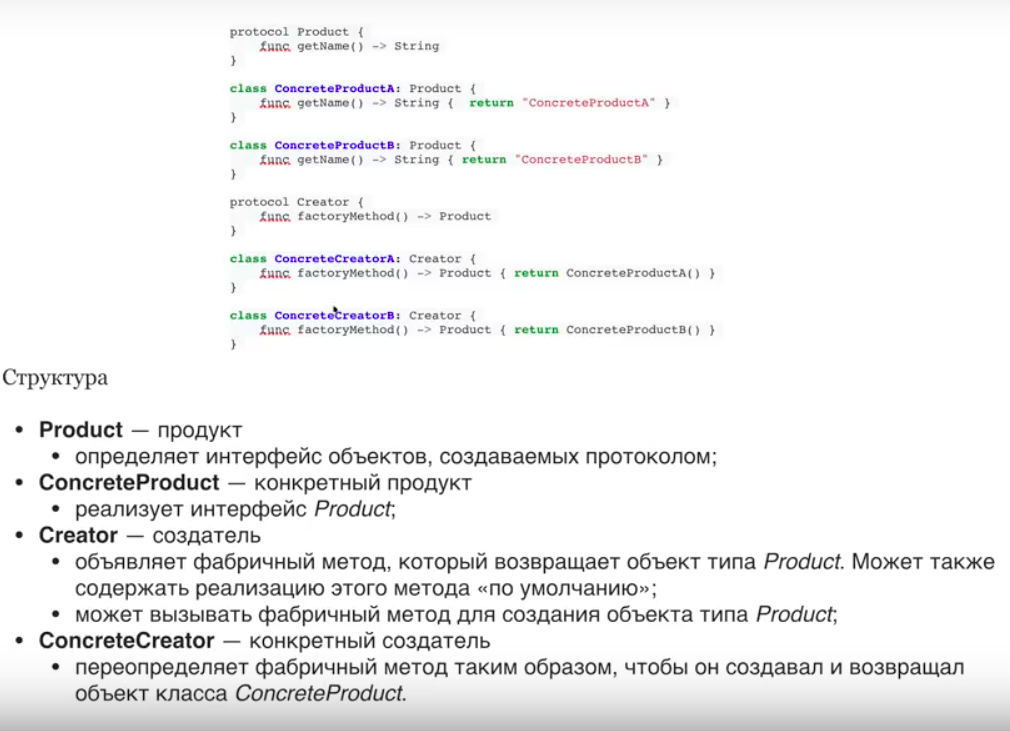 protocol Product {
    func getName() -> String
}
class ConcreteProductA: Product {
    func getName() -> String {  return "ConcreteProductA" }
}
class ConcreteProductB: Product {
    func getName() -> String { return "ConcreteProductB" }
}
protocol Creator {
    func factoryMethod() -> Product
}
class ConcreteCreatorA: Creator {
    func factoryMethod() -> Product { return ConcreteProductA() }
}
class ConcreteCreatorB: Creator {
    func factoryMethod() -> Product { return ConcreteProductB() }
}
Структура
• Product — продукт
• определяет интерфейс объектов, создаваемых протоколом;
• ConcreteProduct — конкретный продукт
• реализует интерфейс Product;
• Creator — создатель
• объявляет фабричный метод, который возвращает объект типа Product. Может также
содержать реализацию этого метода «по умолчанию»;
• может вызывать фабричный метод для создания объекта типа Product;
• ConcreteCreator — конкретный создатель
• переопределяет фабричный метод таким образом, чтобы он создавал и возвращал
объект класса ConcreteProduct.